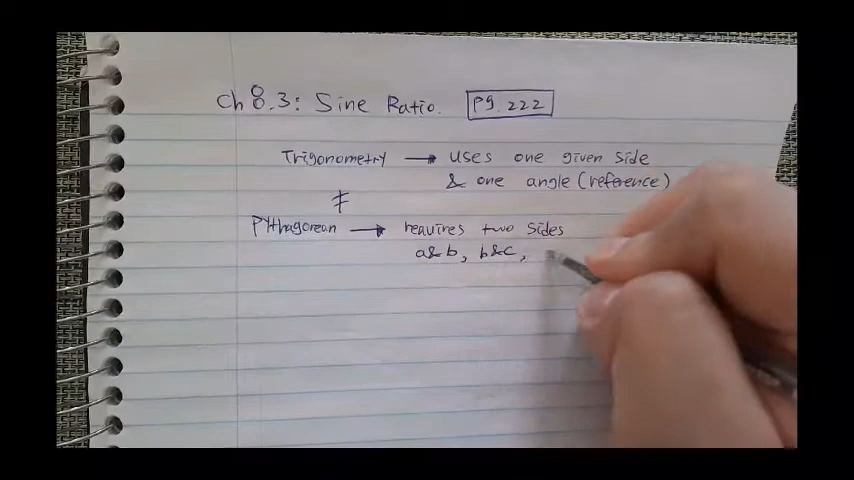 Ch 8.3: Sine Ratio. pg. 222
Trigonometry → uses one given side
& one angle (reference)
≠
Pythagorean → requires two sides
a&b, b&c,